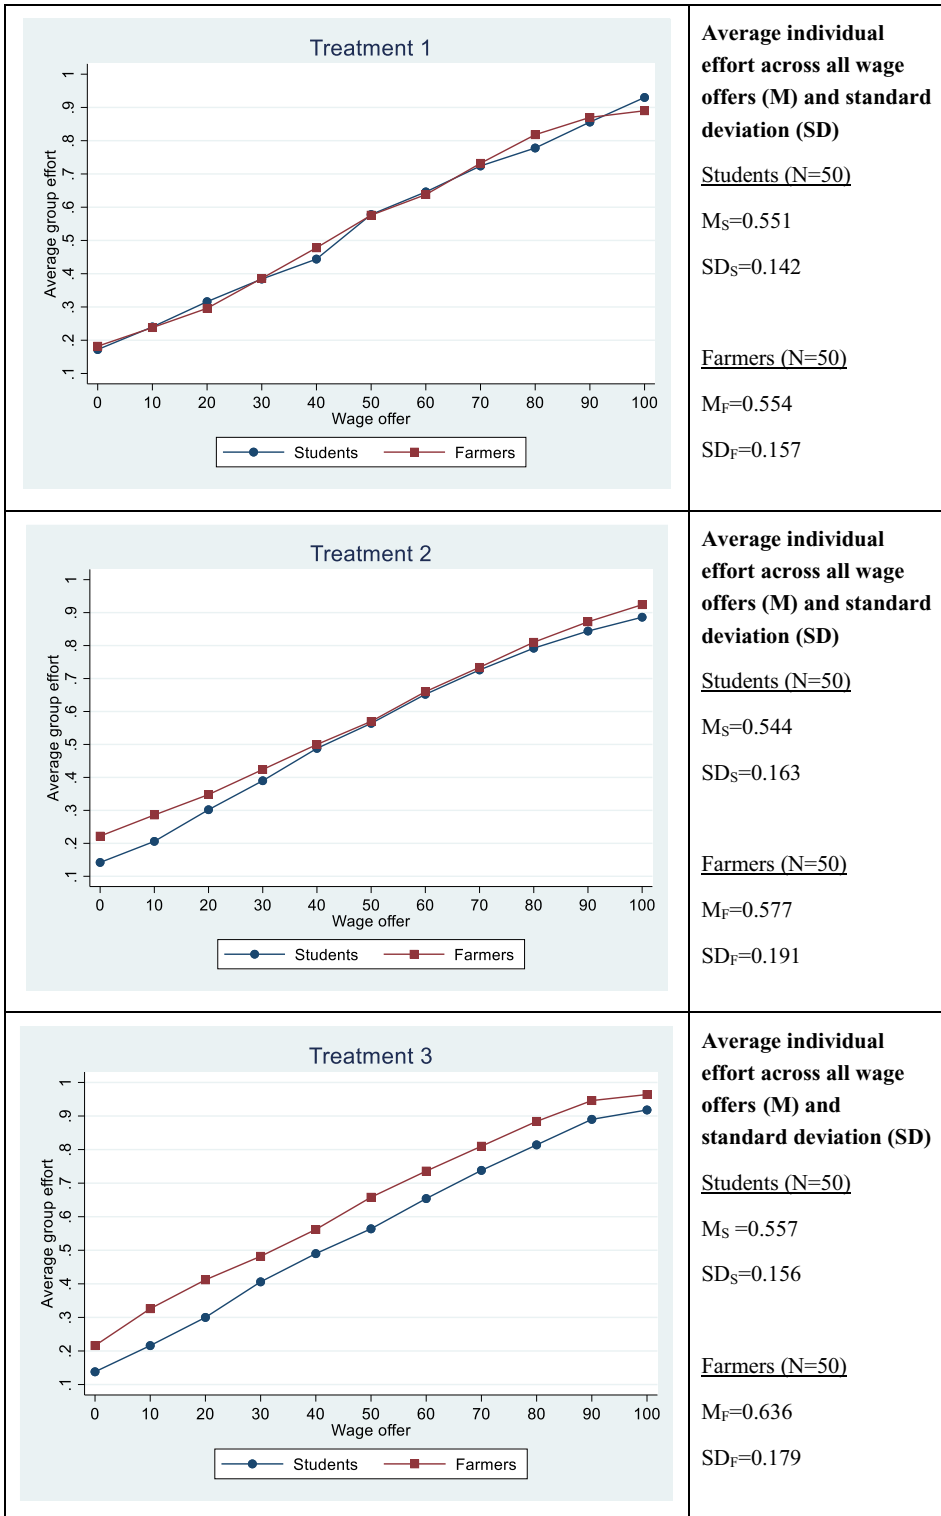 Treatment 1
Average group effort
1
.9
.8
.7
.6
.5
.4
.3
.2
.1
0 10 20 30 40 50 60 70 80 90 100
Wage offer
Students Farmers
Average individual
effort across all wage
offers (M) and standard
deviation (SD)
Students (N=50)
MS=0.551
SDS=0.142
Farmers (N=50)
MF=0.554
SDF=0.157
Treatment 2
Average group effort
1
.9
.8
.7
.6
.5
.4
.3
.2
.1
0 10 20 30 40 50 60 70 80 90 100
Wage offer
Students Farmers
Average individual
effort across all wage
offers (M) and standard
deviation (SD)
Students (N=50)
MS=0.544
SDS=0.163
Farmers (N=50)
MF=0.577
SDF=0.191
Treatment 3
Average group effort
1
.9
.8
.7
.6
.5
.4
.3
.2
.1
0 10 20 30 40 50 60 70 80 90 100
Wage offer
Students Farmers
Average individual
effort across all wage
offers (M) and
standard deviation (SD)
Students (N=50)
MS =0.557
SDS=0.156
Farmers (N=50)
MF=0.636
SDF=0.179